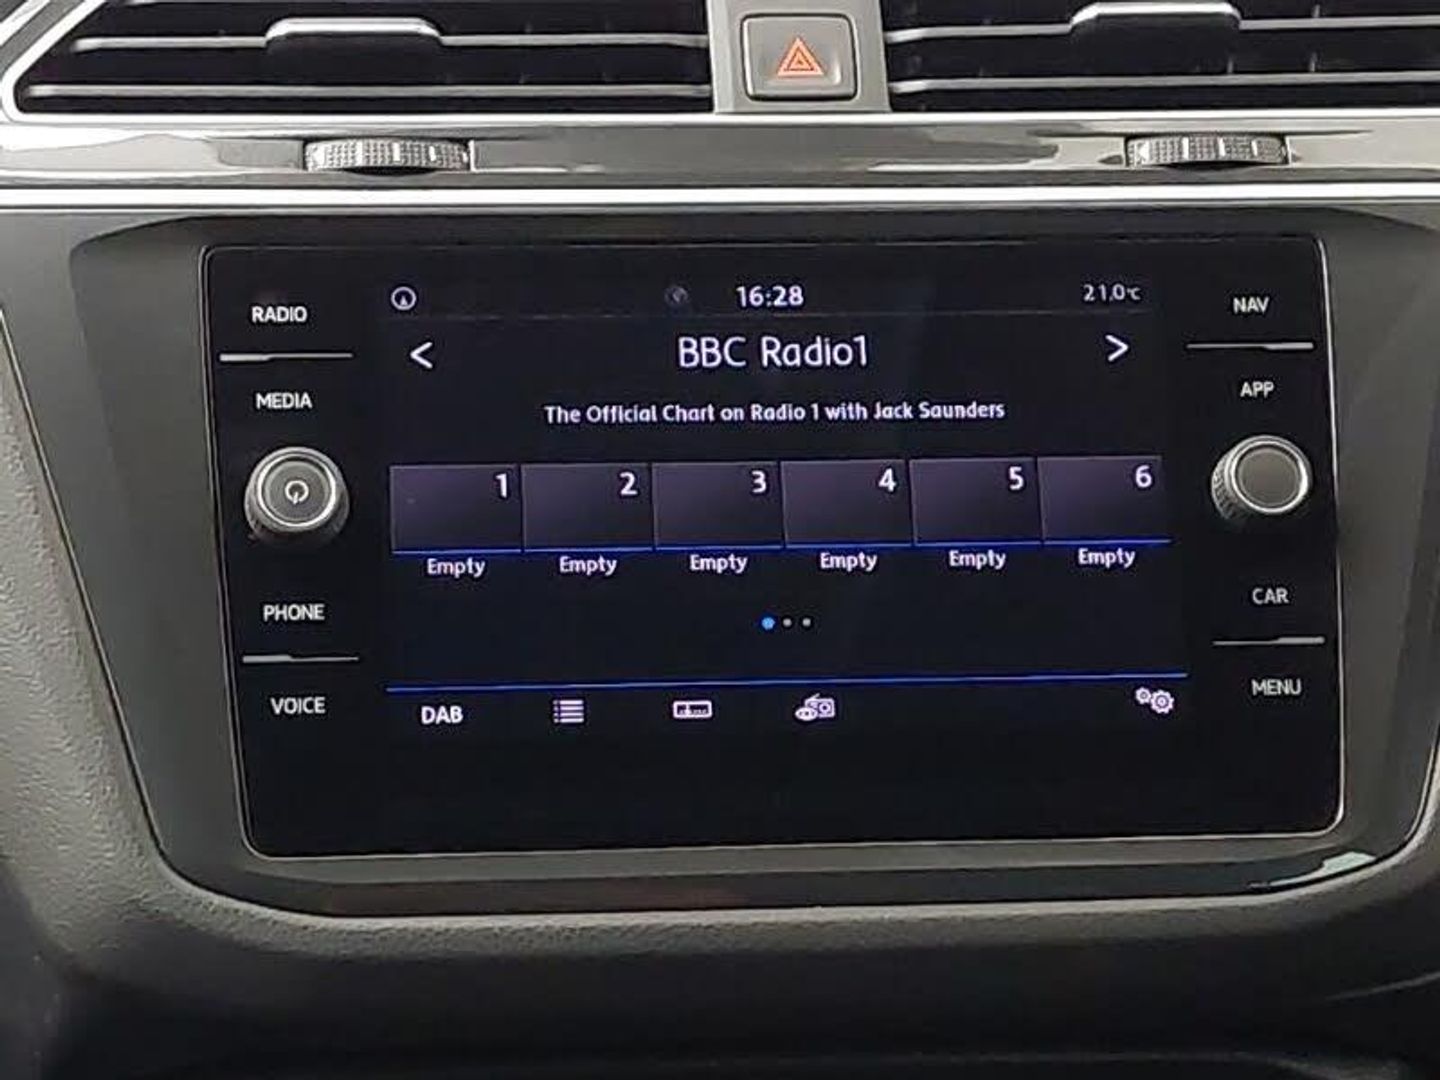 16:28
21.0°C
RADIO
NAV
< BBC Radio1 >
MEDIA
APP
The Official Chart on Radio 1 with Jack Saunders
1 2 3 4 5 6
Empty Empty Empty Empty Empty Empty
PHONE
CAR
VOICE
MENU
DAB